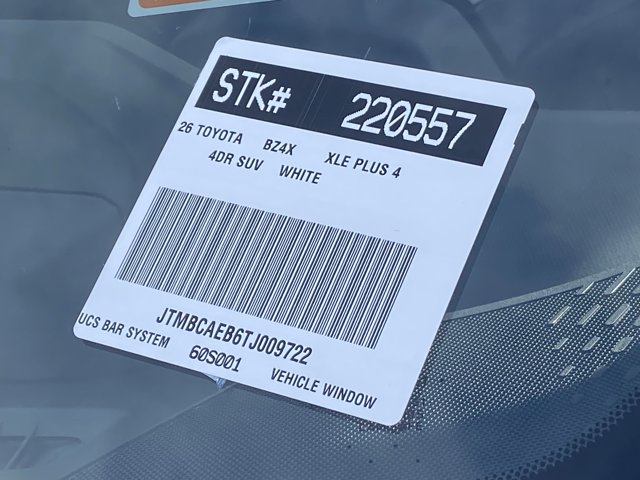 STK# 220557
26 TOYOTA BZ4X XLE PLUS 4
4DR SUV WHITE
JTMBCAEB6TJ009722
UCS BAR SYSTEM 60S001 VEHICLE WINDOW